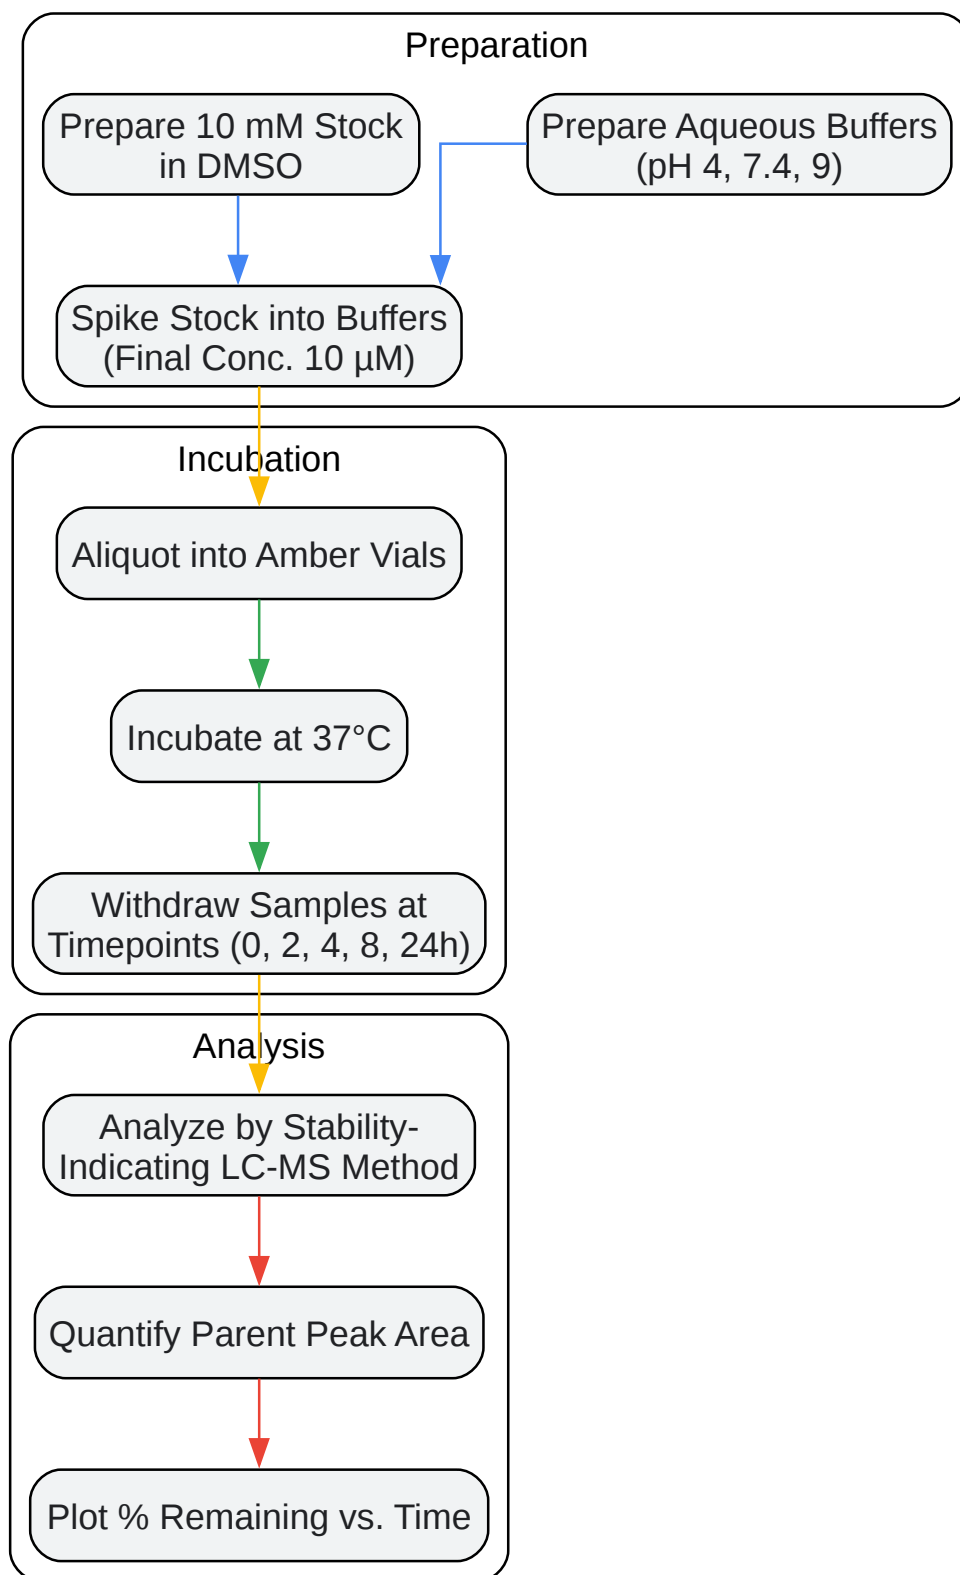 Preparation
Prepare 10 mM Stock
in DMSO
Prepare Aqueous Buffers
(pH 4, 7.4, 9)
Spike Stock into Buffers
(Final Conc. 10 µM)
Incubation
Aliquot into Amber Vials
Incubate at 37°C
Withdraw Samples at
Timepoints (0, 2, 4, 8, 24h)
Analysis
Analyze by Stability-
Indicating LC-MS Method
Quantify Parent Peak Area
Plot % Remaining vs. Time